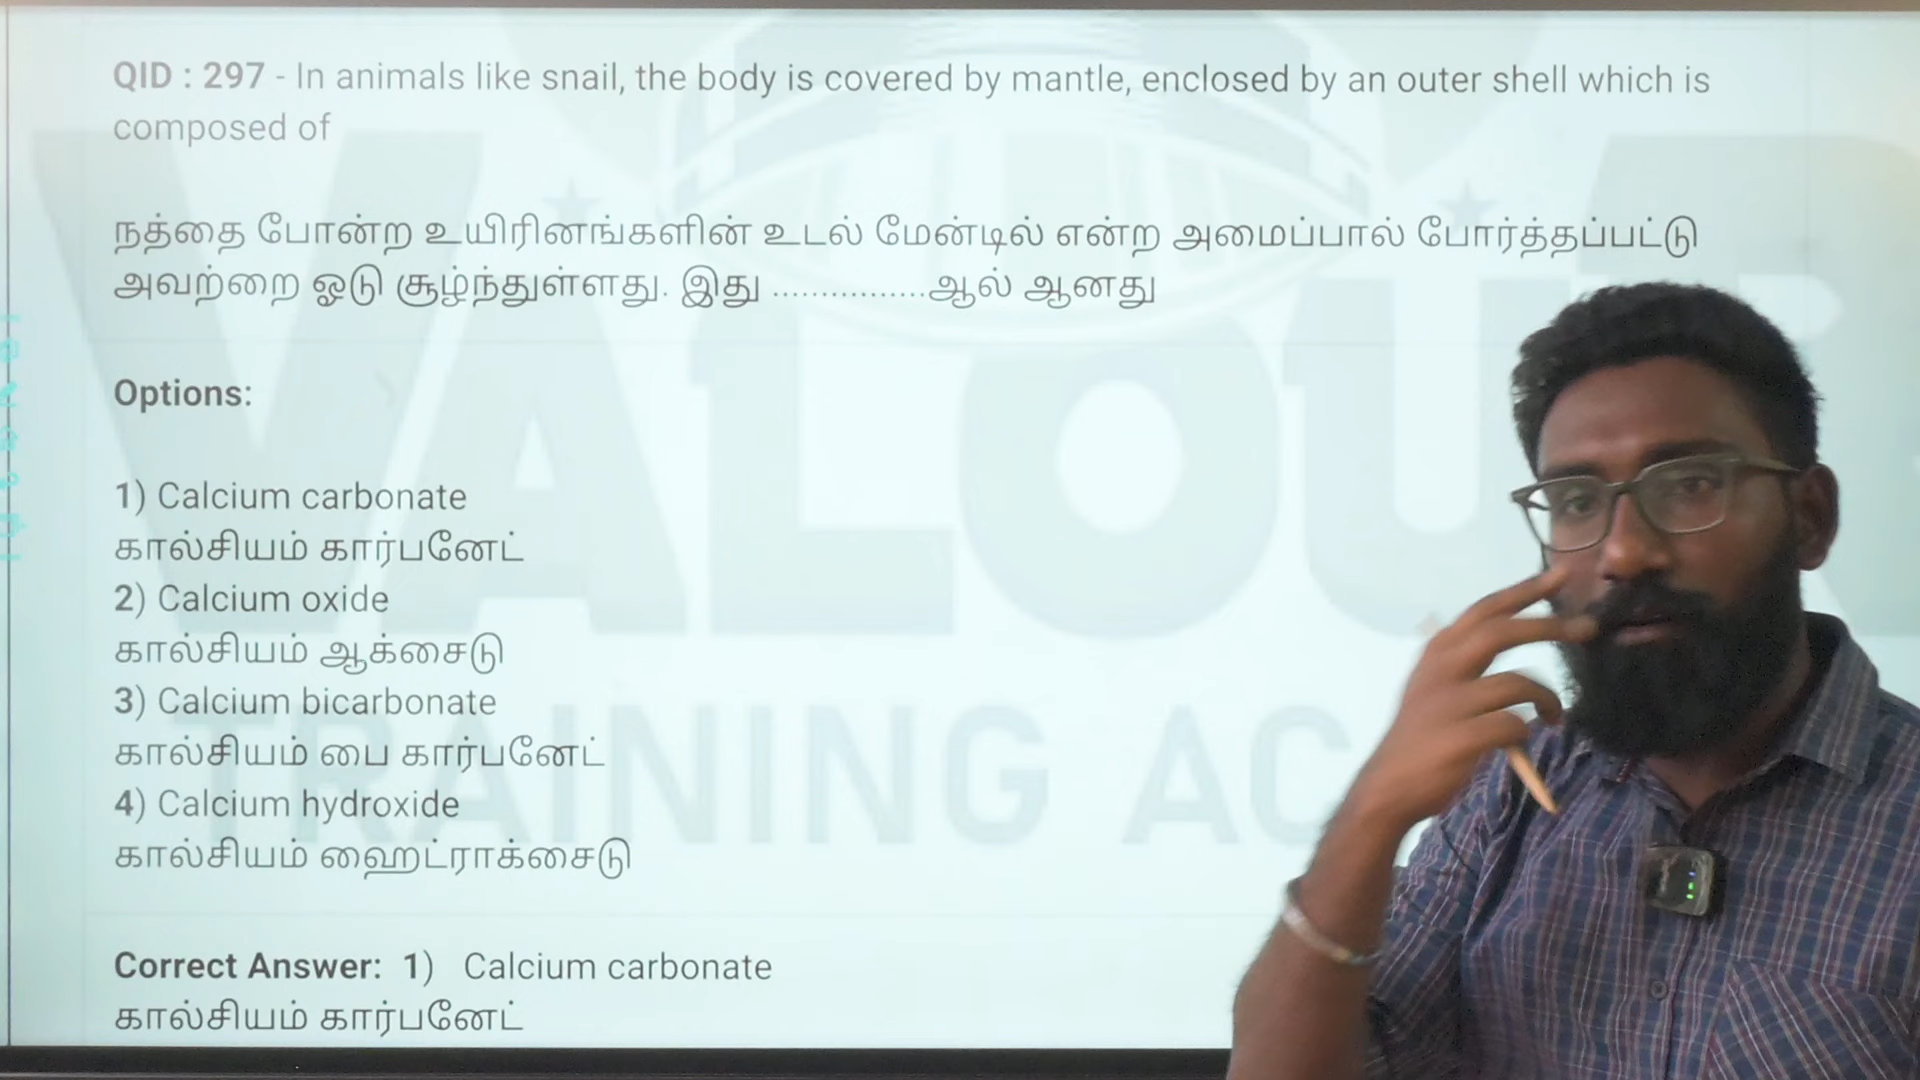 QID : 297 - In animals like snail, the body is covered by mantle, enclosed by an outer shell which is
composed of
நத்தை போன்ற உயிரினங்களின் உடல் மேன்டில் என்ற அமைப்பால் போர்த்தப்பட்டு
அவற்றை ஓடு சூழ்ந்துள்ளது. இது ................ஆல் ஆனது
Options:
1) Calcium carbonate
கால்சியம் கார்பனேட்
2) Calcium oxide
கால்சியம் ஆக்சைடு
3) Calcium bicarbonate
கால்சியம் பை கார்பனேட்
4) Calcium hydroxide
கால்சியம் ஹைட்ராக்சைடு
Correct Answer: 1) Calcium carbonate
கால்சியம் கார்பனேட்
VALOUR
TRAINING AC